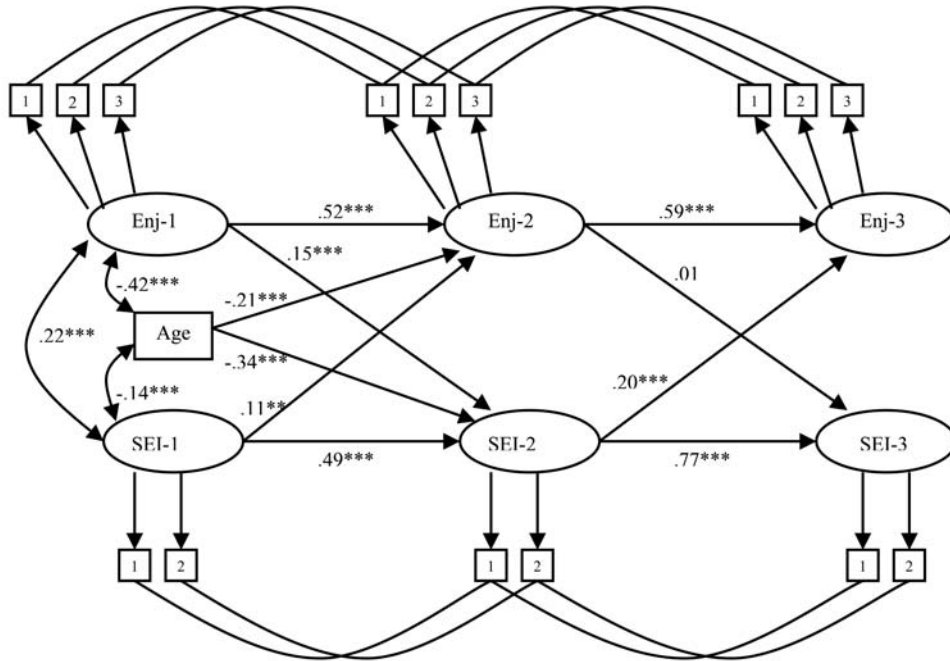 1 2 3 1 2 3 1 2 3
Enj-1 .52*** Enj-2 .59*** Enj-3
.15***
-.42*** -.21*** .01
.22*** Age
-.34***
-.14*** .11** .20***
SEI-1 .49*** SEI-2 .77*** SEI-3
1 2 1 2 1 2